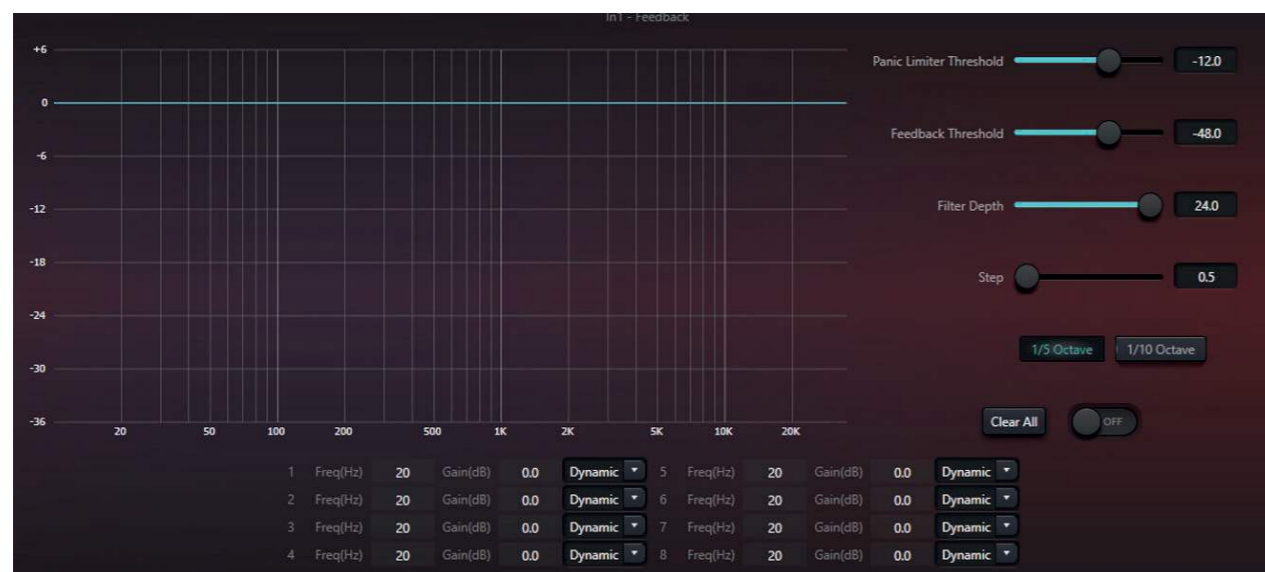 In1 - Feedback
+6
0
-6
-12
-18
-24
-30
-36
20 50 100 200 500 1K 2K 5K 10K 20K
Panic Limiter Threshold -12.0
Feedback Threshold -48.0
Filter Depth 24.0
Step 0.5
1/5 Octave 1/10 Octave
Clear All OFF
1 Freq(Hz) 20 Gain(dB) 0.0 Dynamic 5 Freq(Hz) 20 Gain(dB) 0.0 Dynamic
2 Freq(Hz) 20 Gain(dB) 0.0 Dynamic 6 Freq(Hz) 20 Gain(dB) 0.0 Dynamic
3 Freq(Hz) 20 Gain(dB) 0.0 Dynamic 7 Freq(Hz) 20 Gain(dB) 0.0 Dynamic
4 Freq(Hz) 20 Gain(dB) 0.0 Dynamic 8 Freq(Hz) 20 Gain(dB) 0.0 Dynamic